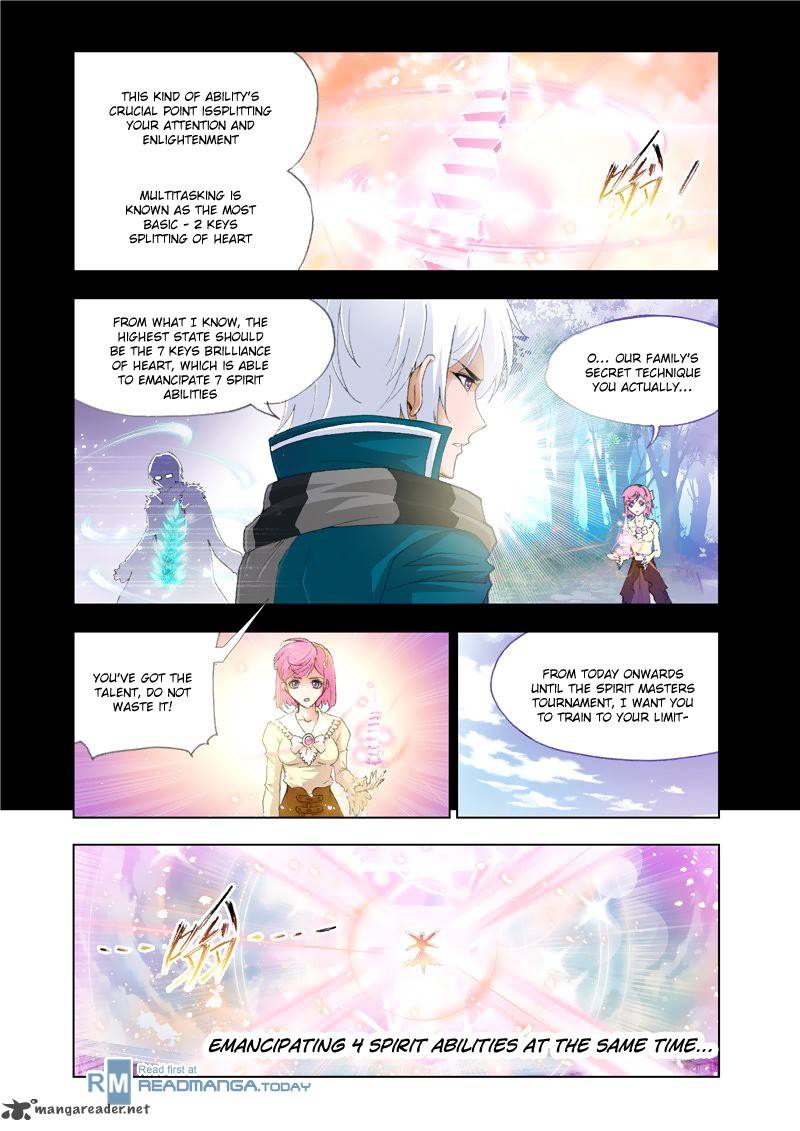 THIS KIND OF ABILITY'S
CRUCIAL POINT ISSPLITTING
YOUR ATTENTION AND
ENLIGHTENMENT
MULTITASKING IS
KNOWN AS THE MOST
BASIC - 2 KEYS
SPLITTING OF HEART
FROM WHAT I KNOW, THE
HIGHEST STATE SHOULD
BE THE 7 KEYS BRILLIANCE
OF HEART, WHICH IS ABLE
TO EMANCIPATE 7 SPIRIT
ABILITIES
O... OUR FAMILY'S
SECRET TECHNIQUE
YOU ACTUALLY...
YOU'VE GOT THE
TALENT, DO NOT
WASTE IT!
FROM TODAY ONWARDS
UNTIL THE SPIRIT MASTERS
TOURNAMENT, I WANT YOU
TO TRAIN TO YOUR LIMIT-
EMANCIPATING 4 SPIRIT ABILITIES AT THE SAME TIME...
Read first at
RM READMANGA.TODAY
mangareader.net